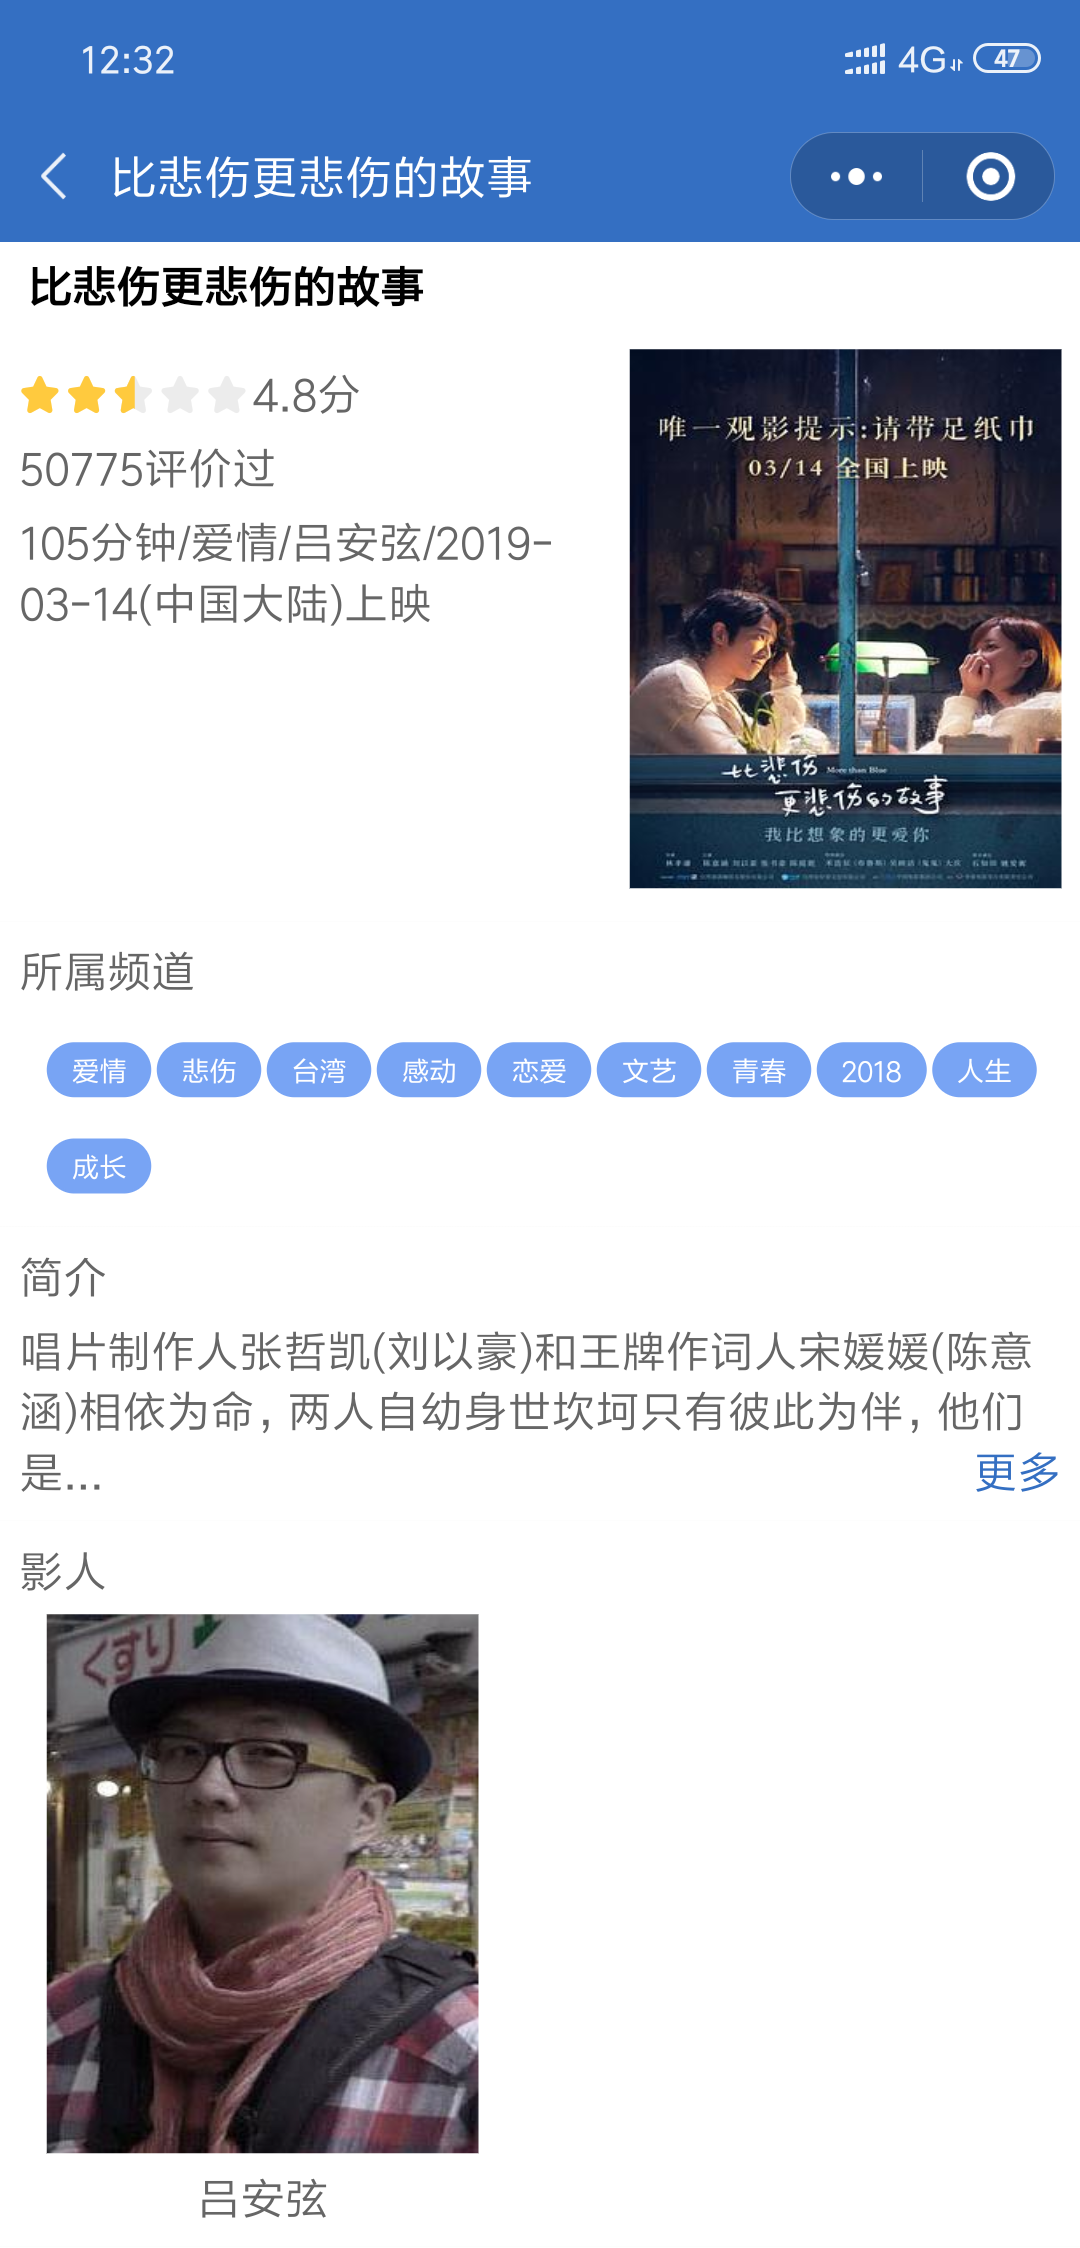 12:32
4G
47
比悲伤更悲伤的故事
比悲伤更悲伤的故事
4.8分
50775评价过
105分钟/爱情/吕安弦/2019-
03-14(中国大陆)上映
唯一观影提示:请带足纸巾
03/14 全国上映
比悲伤 More than Blue
更悲伤的故事
我比想象的更爱你
所属频道
爱情 悲伤 台湾 感动 恋爱 文艺 青春 2018 人生
成长
简介
唱片制作人张哲凯(刘以豪)和王牌作词人宋媛媛(陈意
涵)相依为命，两人自幼身世坎坷只有彼此为伴，他们
是...
更多
影人
くすり
吕安弦